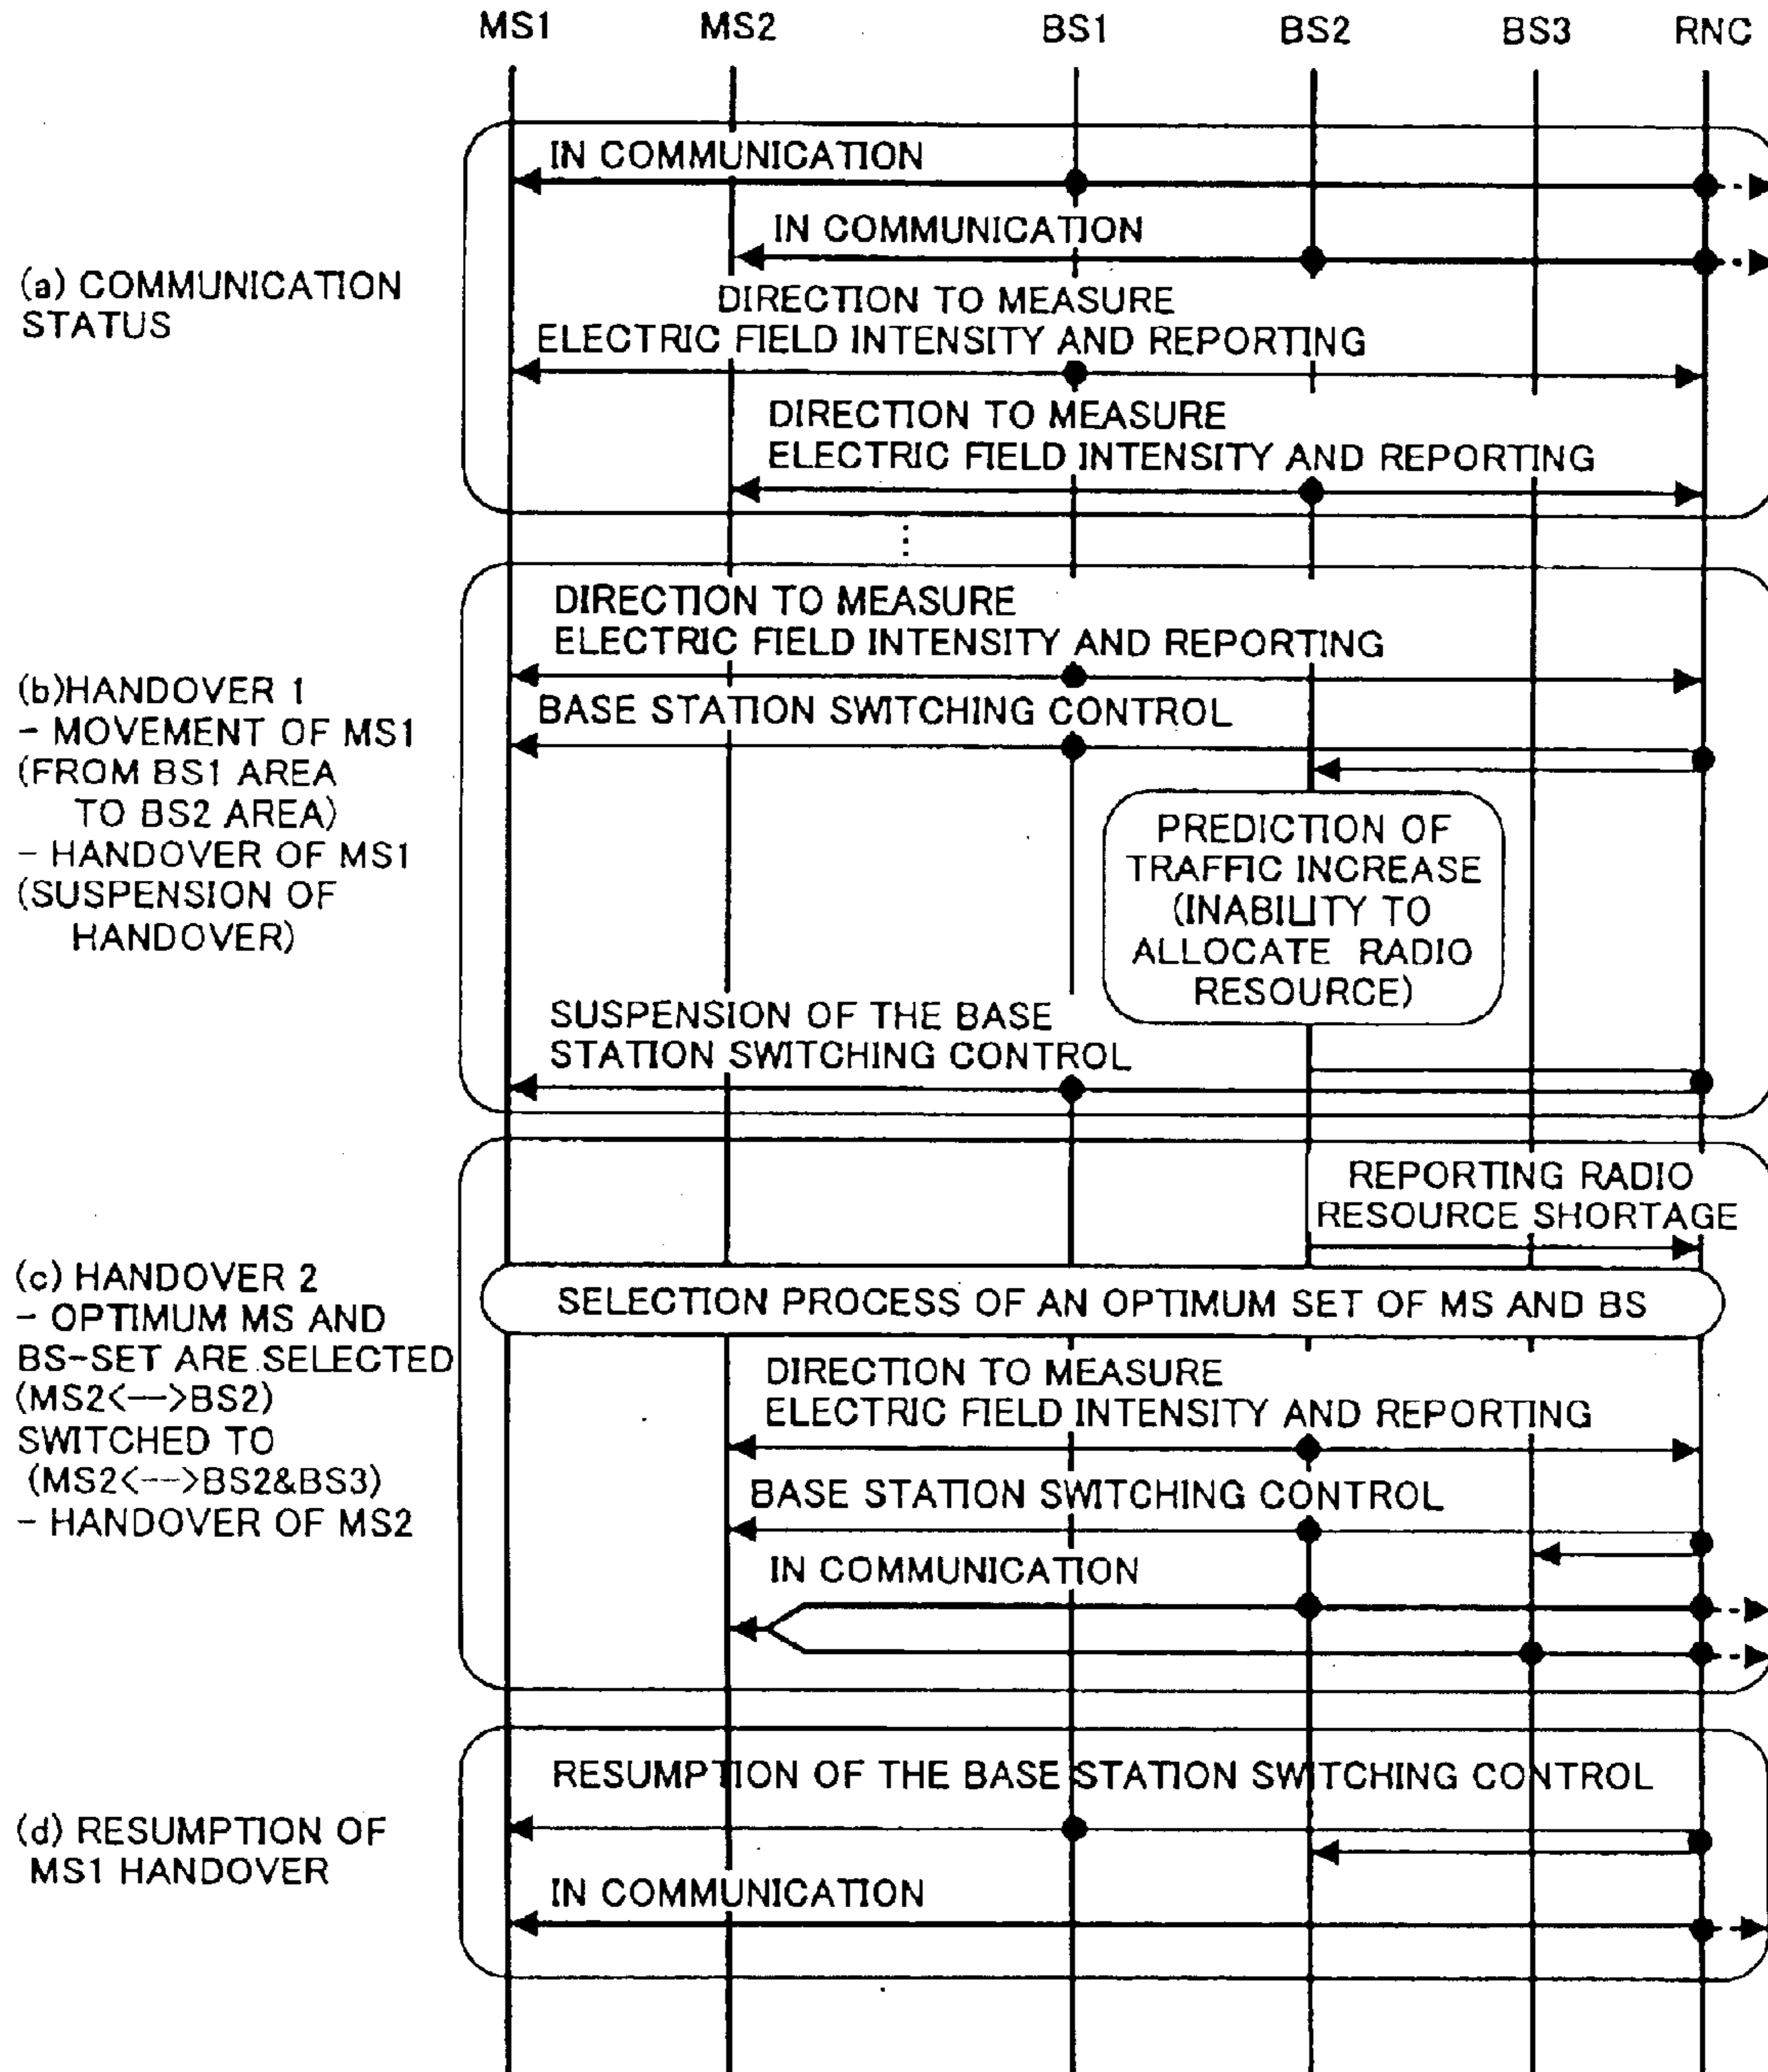 MS1 MS2 BS1 BS2 BS3 RNC
IN COMMUNICATION
IN COMMUNICATION
(a) COMMUNICATION
STATUS
DIRECTION TO MEASURE
ELECTRIC FIELD INTENSITY AND REPORTING
DIRECTION TO MEASURE
ELECTRIC FIELD INTENSITY AND REPORTING
DIRECTION TO MEASURE
ELECTRIC FIELD INTENSITY AND REPORTING
(b)HANDOVER 1
- MOVEMENT OF MS1
(FROM BS1 AREA
TO BS2 AREA)
- HANDOVER OF MS1
(SUSPENSION OF
HANDOVER)
BASE STATION SWITCHING CONTROL
PREDICTION OF
TRAFFIC INCREASE
(INABILITY TO
ALLOCATE RADIO
RESOURCE)
SUSPENSION OF THE BASE
STATION SWITCHING CONTROL
REPORTING RADIO
RESOURCE SHORTAGE
(c) HANDOVER 2
- OPTIMUM MS AND
BS-SET ARE SELECTED
(MS2<-->BS2)
SWITCHED TO
(MS2<-->BS2&BS3)
- HANDOVER OF MS2
SELECTION PROCESS OF AN OPTIMUM SET OF MS AND BS
DIRECTION TO MEASURE
ELECTRIC FIELD INTENSITY AND REPORTING
BASE STATION SWITCHING CONTROL
IN COMMUNICATION
RESUMPTION OF THE BASE STATION SWITCHING CONTROL
(d) RESUMPTION OF
MS1 HANDOVER
IN COMMUNICATION